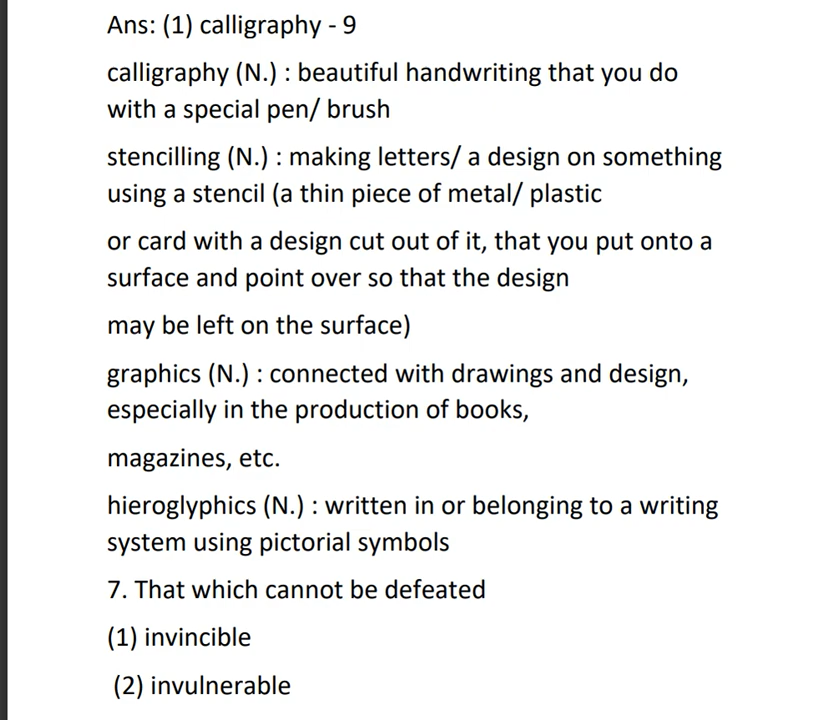 Ans: (1) calligraphy - 9
calligraphy (N.) : beautiful handwriting that you do
with a special pen/ brush
stencilling (N.) : making letters/ a design on something
using a stencil (a thin piece of metal/ plastic
or card with a design cut out of it, that you put onto a
surface and point over so that the design
may be left on the surface)
graphics (N.) : connected with drawings and design,
especially in the production of books,
magazines, etc.
hieroglyphics (N.) : written in or belonging to a writing
system using pictorial symbols
7. That which cannot be defeated
(1) invincible
(2) invulnerable